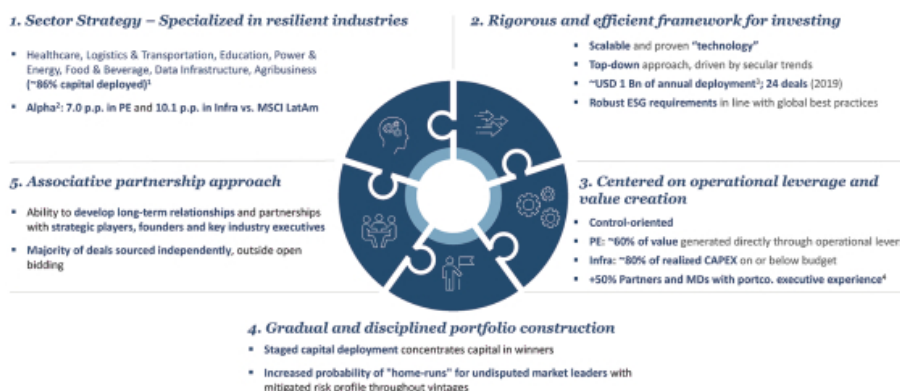 1. Sector Strategy – Specialized in resilient industries
▪ Healthcare, Logistics & Transportation, Education, Power &
Energy, Food & Beverage, Data Infrastructure, Agribusiness
(~86% capital deployed)¹
▪ Alpha²: 7.0 p.p. in PE and 10.1 p.p. in Infra vs. MSCI LatAm
2. Rigorous and efficient framework for investing
▪ Scalable and proven “technology”
▪ Top-down approach, driven by secular trends
▪ ~USD 1 Bn of annual deployment³; 24 deals (2019)
▪ Robust ESG requirements in line with global best practices
5. Associative partnership approach
▪ Ability to develop long-term relationships and partnerships
with strategic players, founders and key industry executives
▪ Majority of deals sourced independently, outside open
bidding
3. Centered on operational leverage and
value creation
▪ Control-oriented
▪ PE: ~60% of value generated directly through operational lever
▪ Infra: ~80% of realized CAPEX on or below budget
▪ +50% Partners and MDs with portco. executive experience⁴
4. Gradual and disciplined portfolio construction
▪ Staged capital deployment concentrates capital in winners
▪ Increased probability of "home-runs" for undisputed market leaders with
mitigated risk profile throughout vintages